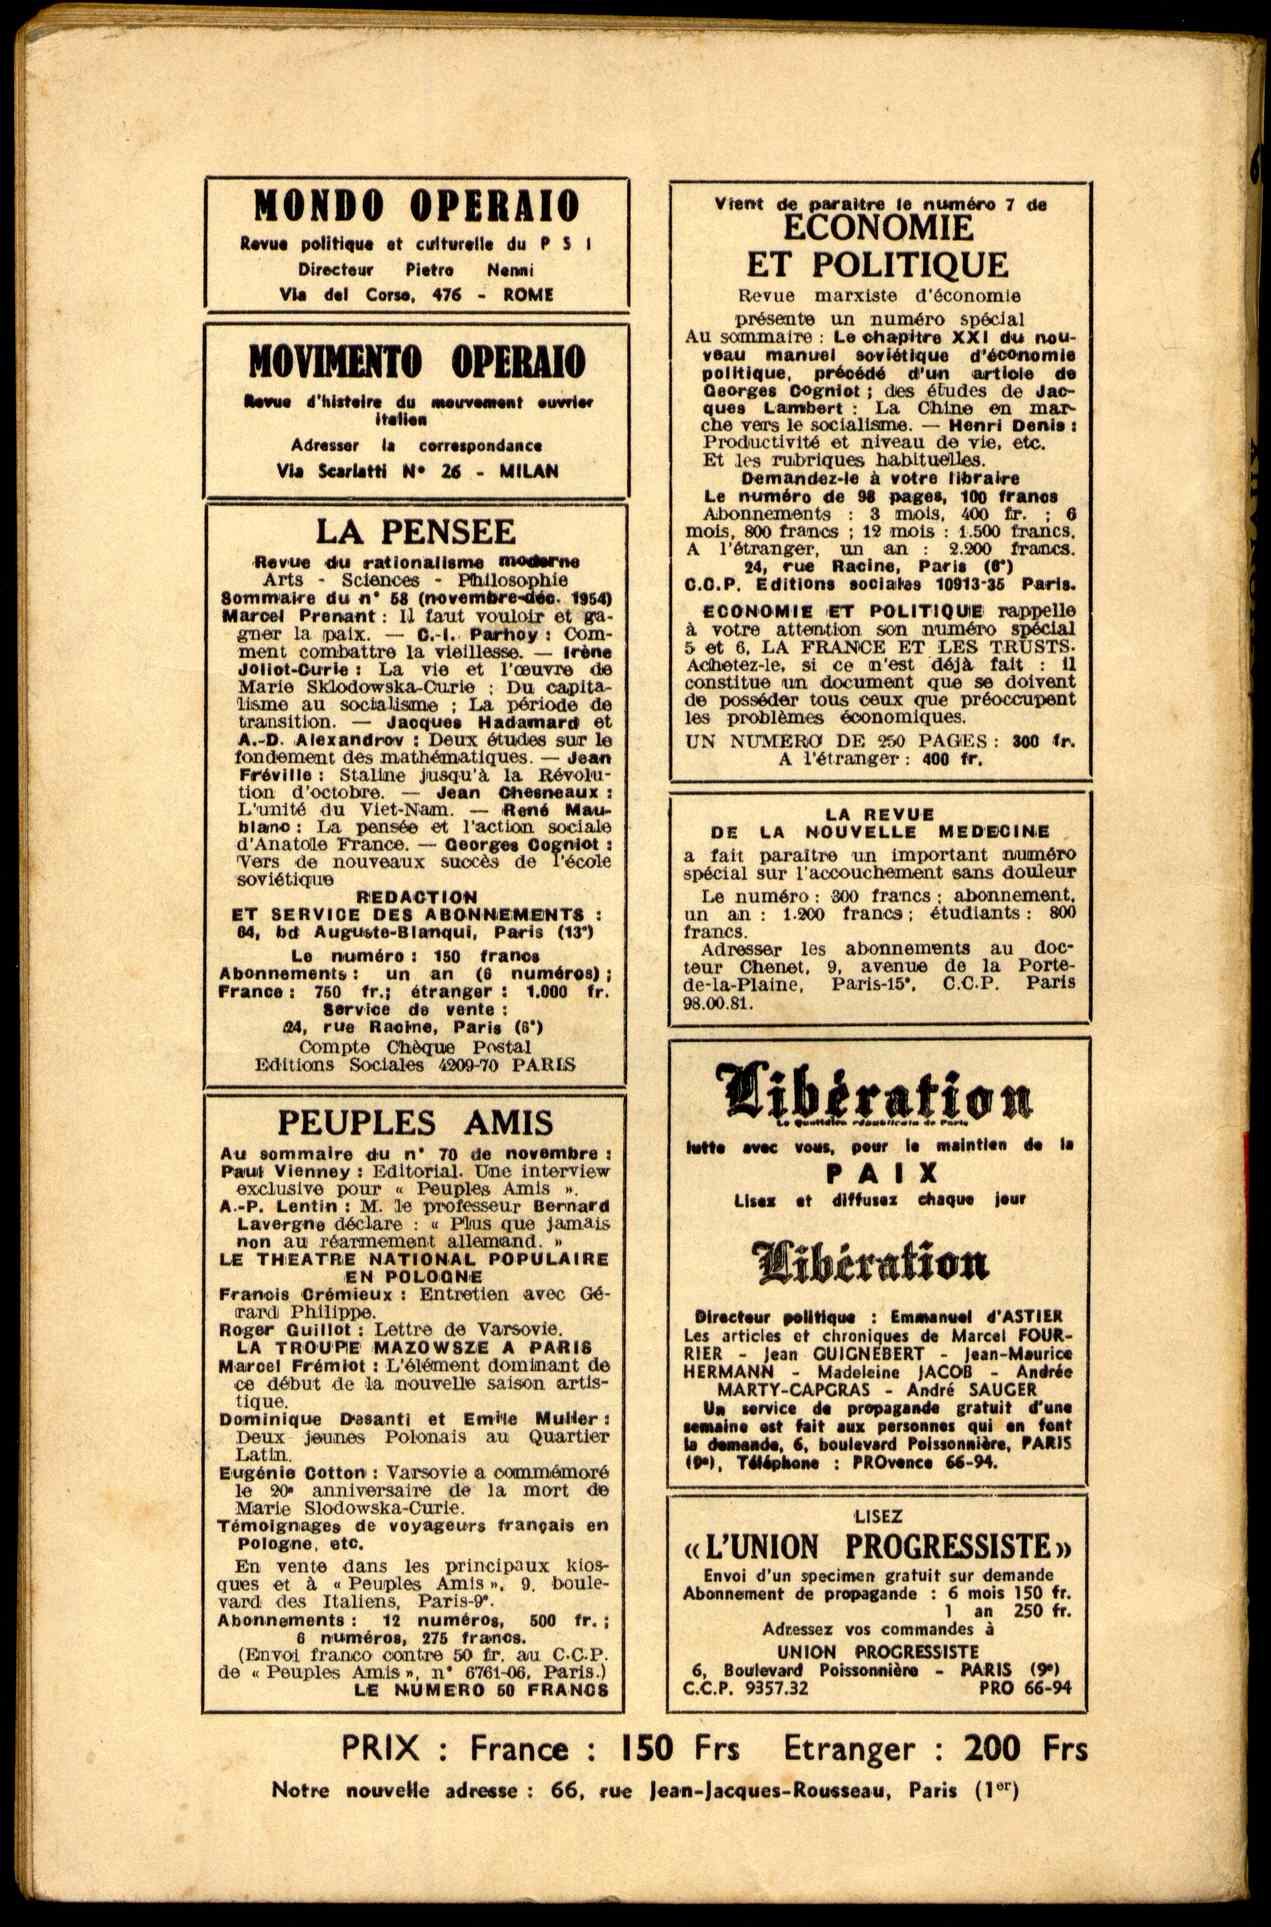 MONDO OPERAIO
Revue politique et culturelle du P S I
Directeur Pietro Nenni
Via del Corso, 476 - ROME
MOVIMENTO OPERAIO
Revue d'histoire du mouvement ouvrier
italien
Adresser la correspondance
Via Scarlatti N° 26 - MILAN
LA PENSEE
Revue du rationalisme moderne
Arts - Sciences - Philosophie
Sommaire du n° 58 (novembre-déc. 1954)
Marcel Prenant : Il faut vouloir et ga-
gner la paix. — C.-I. Parhoy : Com-
ment combattre la vieillesse. — Irène
Joliot-Curie : La vie et l'œuvre de
Marie Sklodowska-Curie ; Du capita-
lisme au socialisme ; La période de
transition. — Jacques Hadamard et
A.-D. Alexandrov : Deux études sur le
fondement des mathématiques. — Jean
Fréville : Staline jusqu'à la Révolu-
tion d'octobre. — Jean Chesneaux :
L'unité du Viet-Nam. — René Mau-
blanc : La pensée et l'action sociale
d'Anatole France. — Georges Cogniot :
Vers de nouveaux succès de l'école
soviétique
REDACTION
ET SERVICE DES ABONNEMENTS :
64, bd Auguste-Blanqui, Paris (13°)
Le numéro : 150 francs
Abonnements : un an (6 numéros) ;
France : 750 fr.; étranger : 1.000 fr.
Service de vente :
24, rue Racine, Paris (6°)
Compte Chèque Postal
Editions Sociales 4209-70 PARIS
PEUPLES AMIS
Au sommaire du n° 70 de novembre :
Paul Vienney : Editorial. Une interview
exclusive pour « Peuples Amis ».
A.-P. Lentin : M. le professeur Bernard
Lavergne déclare : « Plus que jamais
non au réarmement allemand. »
LE THEATRE NATIONAL POPULAIRE
EN POLOGNE
Francis Crémieux : Entretien avec Gé-
rard Philippe.
Roger Guillot : Lettre de Varsovie.
LA TROUPE MAZOWSZE A PARIS
Marcel Frémiot : L'élément dominant de
ce début de la nouvelle saison artis-
tique.
Dominique Desanti et Emile Muller :
Deux jeunes Polonais au Quartier
Latin.
Eugénie Cotton : Varsovie a commémoré
le 20e anniversaire de la mort de
Marie Slodowska-Curie.
Témoignages de voyageurs français en
Pologne, etc.
En vente dans les principaux kios-
ques et à « Peuples Amis », 9, boule-
vard des Italiens, Paris-9°.
Abonnements : 12 numéros, 500 fr. ;
6 numéros, 275 francs.
(Envoi franco contre 50 fr. au C.C.P.
de « Peuples Amis », n° 6761-06, Paris.)
LE NUMERO 50 FRANCS
Vient de paraitre le numéro 7 de
ECONOMIE
ET POLITIQUE
Revue marxiste d'économie
présente un numéro spécial
Au sommaire : Le chapitre XXI du nou-
veau manuel soviétique d'économie
politique, précédé d'un article de
Georges Cogniot ; des études de Jac-
ques Lambert : La Chine en mar-
che vers le socialisme. — Henri Denis :
Productivité et niveau de vie, etc.
Et les rubriques habituelles.
Demandez-le à votre libraire
Le numéro de 98 pages, 100 francs
Abonnements : 3 mois, 400 fr. ; 6
mois, 800 francs ; 12 mois : 1.500 francs.
A l'étranger, un an : 2.200 francs.
24, rue Racine, Paris (6°)
C.C.P. Editions sociales 10913-35 Paris.
ECONOMIE ET POLITIQUE rappelle
à votre attention son numéro spécial
5 et 6, LA FRANCE ET LES TRUSTS.
Achetez-le, si ce n'est déjà fait : il
constitue un document que se doivent
de posséder tous ceux que préoccupent
les problèmes économiques.
UN NUMERO DE 250 PAGES : 300 fr.
A l'étranger : 400 fr.
LA REVUE
DE LA NOUVELLE MEDECINE
a fait paraître un important numéro
spécial sur l'accouchement sans douleur
Le numéro : 300 francs ; abonnement,
un an : 1.200 francs ; étudiants : 800
francs.
Adresser les abonnements au doc-
teur Chenet, 9, avenue de la Porte-
de-la-Plaine, Paris-15°, C.C.P. Paris
98.00.81.
Libération
Le Quotidien républicain de Paris
lutte avec vous, pour le maintien de la
PAIX
Lisez et diffusez chaque jour
Libération
Directeur politique : Emmanuel d'ASTIER
Les articles et chroniques de Marcel FOUR-
RIER - Jean GUIGNEBERT - Jean-Maurice
HERMANN - Madeleine JACOB - Andrée
MARTY-CAPGRAS - André SAUGER
Un service de propagande gratuit d'une
semaine est fait aux personnes qui en font
la demande, 6, boulevard Poissonnière, PARIS
(9e), Téléphone : PROvence 66-94.
LISEZ
« L'UNION PROGRESSISTE »
Envoi d'un specimen gratuit sur demande
Abonnement de propagande : 6 mois 150 fr.
1 an 250 fr.
Adressez vos commandes à
UNION PROGRESSISTE
6, Boulevard Poissonnière - PARIS (9e)
C.C.P. 9357.32 PRO 66-94
PRIX : France : 150 Frs Etranger : 200 Frs
Notre nouvelle adresse : 66, rue Jean-Jacques-Rousseau, Paris (1er)